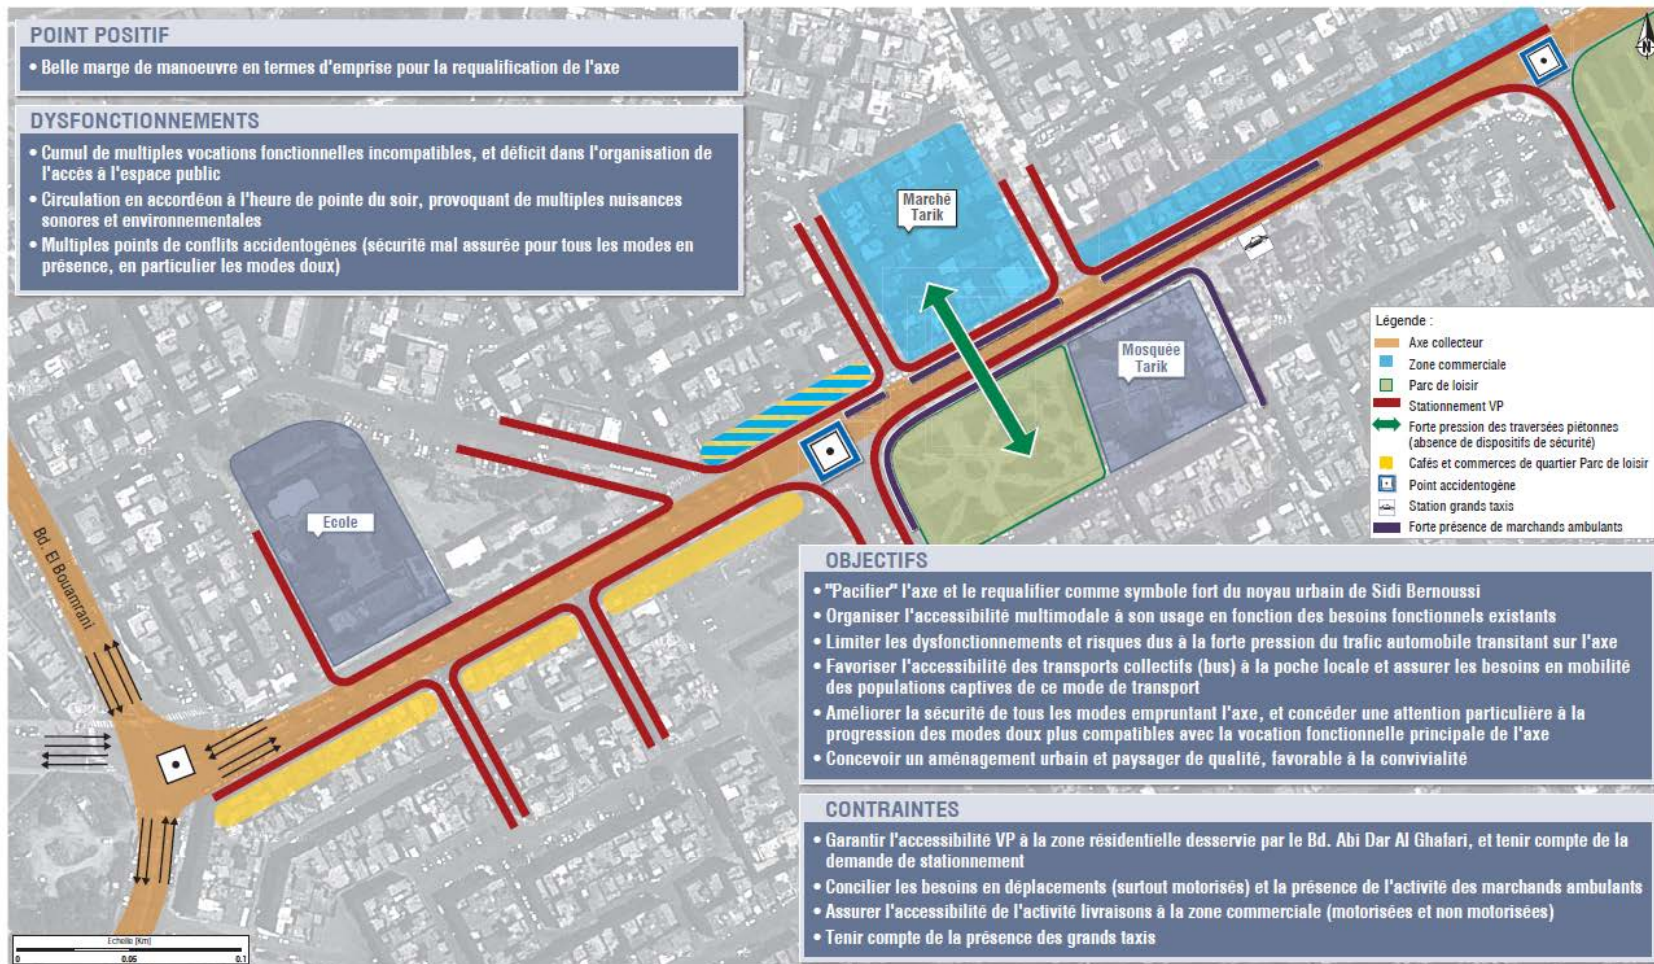 POINT POSITIF
• Belle marge de manoeuvre en termes d'emprise pour la requalification de l'axe
DYSFONCTIONNEMENTS
• Cumul de multiples vocations fonctionnelles incompatibles, et déficit dans l'organisation de
l'accès à l'espace public
• Circulation en accordéon à l'heure de pointe du soir, provoquant de multiples nuisances
sonores et environnementales
• Multiples points de conflits accidentogènes (sécurité mal assurée pour tous les modes en
présence, en particulier les modes doux)
N
Marché
Tarik
Mosquée
Tarik
Ecole
Bd. El Bouamrani
Légende :
Axe collecteur
Zone commerciale
Parc de loisir
Stationnement VP
Forte pression des traversées piétonnes
(absence de dispositifs de sécurité)
Cafés et commerces de quartier Parc de loisir
Point accidentogène
Station grands taxis
Forte présence de marchands ambulants
OBJECTIFS
• "Pacifier" l'axe et le requalifier comme symbole fort du noyau urbain de Sidi Bernoussi
• Organiser l'accessibilité multimodale à son usage en fonction des besoins fonctionnels existants
• Limiter les dysfonctionnements et risques dus à la forte pression du trafic automobile transitant sur l'axe
• Favoriser l'accessibilité des transports collectifs (bus) à la poche locale et assurer les besoins en mobilité
des populations captives de ce mode de transport
• Améliorer la sécurité de tous les modes empruntant l'axe, et concéder une attention particulière à la
progression des modes doux plus compatibles avec la vocation fonctionnelle principale de l'axe
• Concevoir un aménagement urbain et paysager de qualité, favorable à la convivialité
CONTRAINTES
• Garantir l'accessibilité VP à la zone résidentielle desservie par le Bd. Abi Dar Al Ghafari, et tenir compte de la
demande de stationnement
• Concilier les besoins en déplacements (surtout motorisés) et la présence de l'activité des marchands ambulants
• Assurer l'accessibilité de l'activité livraisons à la zone commerciale (motorisées et non motorisées)
• Tenir compte de la présence des grands taxis
Echelle [Km]
0 0.05 0.1